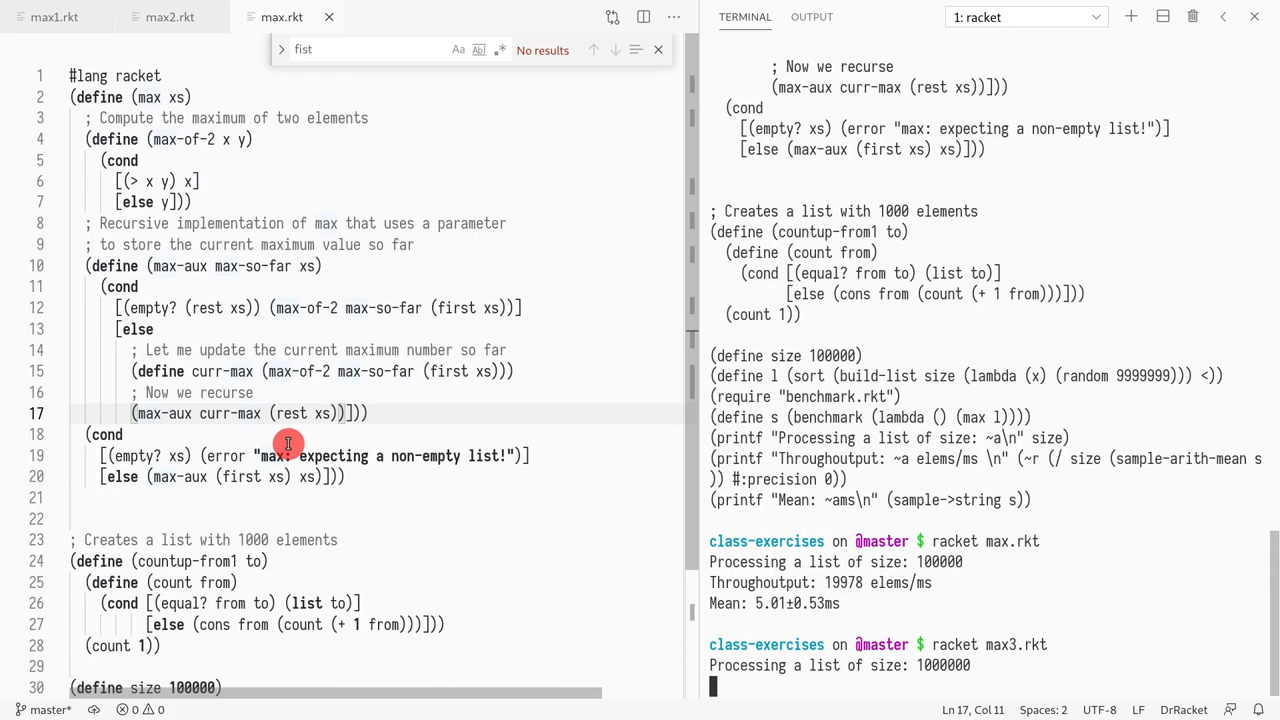 max1.rkt
max2.rkt
max.rkt
fist
Aa
Ab
No results
1 #lang racket
2 (define (max xs)
3 ; Compute the maximum of two elements
4 (define (max-of-2 x y)
5 (cond
6 [(> x y) x]
7 [else y]))
8 ; Recursive implementation of max that uses a parameter
9 ; to store the current maximum value so far
10 (define (max-aux max-so-far xs)
11 (cond
12 [(empty? (rest xs)) (max-of-2 max-so-far (first xs))]
13 [else
14 ; Let me update the current maximum number so far
15 (define curr-max (max-of-2 max-so-far (first xs)))
16 ; Now we recurse
17 (max-aux curr-max (rest xs))]))
18 (cond
19 [(empty? xs) (error "max: expecting a non-empty list!")]
20 [else (max-aux (first xs) xs)]))
21
22
23 ; Creates a list with 1000 elements
24 (define (countup-from1 to)
25 (define (count from)
26 (cond [(equal? from to) (list to)]
27 [else (cons from (count (+ 1 from)))]))
28 (count 1))
29
30 (define size 100000)
TERMINAL
OUTPUT
1: racket
; Now we recurse
(max-aux curr-max (rest xs))]))
(cond
[(empty? xs) (error "max: expecting a non-empty list!")]
[else (max-aux (first xs) xs)]))
; Creates a list with 1000 elements
(define (countup-from1 to)
(define (count from)
(cond [(equal? from to) (list to)]
[else (cons from (count (+ 1 from)))]))
(count 1))
(define size 100000)
(define l (sort (build-list size (lambda (x) (random 9999999))) <))
(require "benchmark.rkt")
(define s (benchmark (lambda () (max l))))
(printf "Processing a list of size: ~a\n" size)
(printf "Throughtoutput: ~a elems/ms \n" (~r (/ size (sample-arith-mean s
)) #:precision 0))
(printf "Mean: ~ams\n" (sample->string s))
class-exercises on @master $ racket max.rkt
Processing a list of size: 100000
Throughtoutput: 19978 elems/ms
Mean: 5.01±0.53ms
class-exercises on @master $ racket max3.rkt
Processing a list of size: 1000000
master*
0
0
Ln 17, Col 11
Spaces: 2
UTF-8
LF
DrRacket